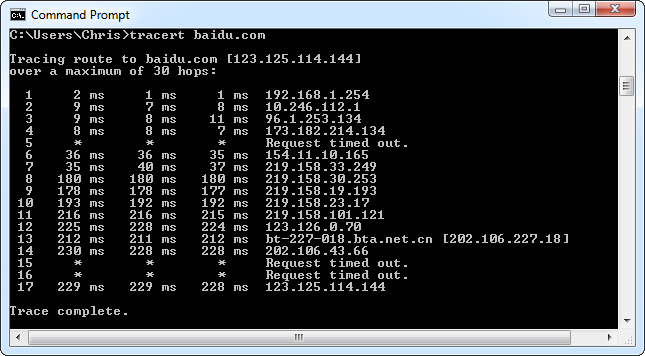 Command Prompt
C:\Users\Chris>tracert baidu.com
Tracing route to baidu.com [123.125.114.144]
over a maximum of 30 hops:
1 2 ms 1 ms 1 ms 192.168.1.254
2 9 ms 7 ms 8 ms 10.246.112.1
3 9 ms 8 ms 11 ms 96.1.253.134
4 8 ms 8 ms 7 ms 173.182.214.134
5 * * * Request timed out.
6 36 ms 36 ms 35 ms 154.11.10.165
7 35 ms 40 ms 37 ms 219.158.33.249
8 180 ms 180 ms 180 ms 219.158.30.253
9 178 ms 178 ms 177 ms 219.158.19.193
10 193 ms 192 ms 192 ms 219.158.23.17
11 216 ms 216 ms 215 ms 219.158.101.121
12 225 ms 228 ms 224 ms 123.126.0.70
13 212 ms 211 ms 212 ms bt-227-018.bta.net.cn [202.106.227.18]
14 230 ms 228 ms 228 ms 202.106.43.66
15 * * * Request timed out.
16 * * * Request timed out.
17 229 ms 229 ms 228 ms 123.125.114.144
Trace complete.